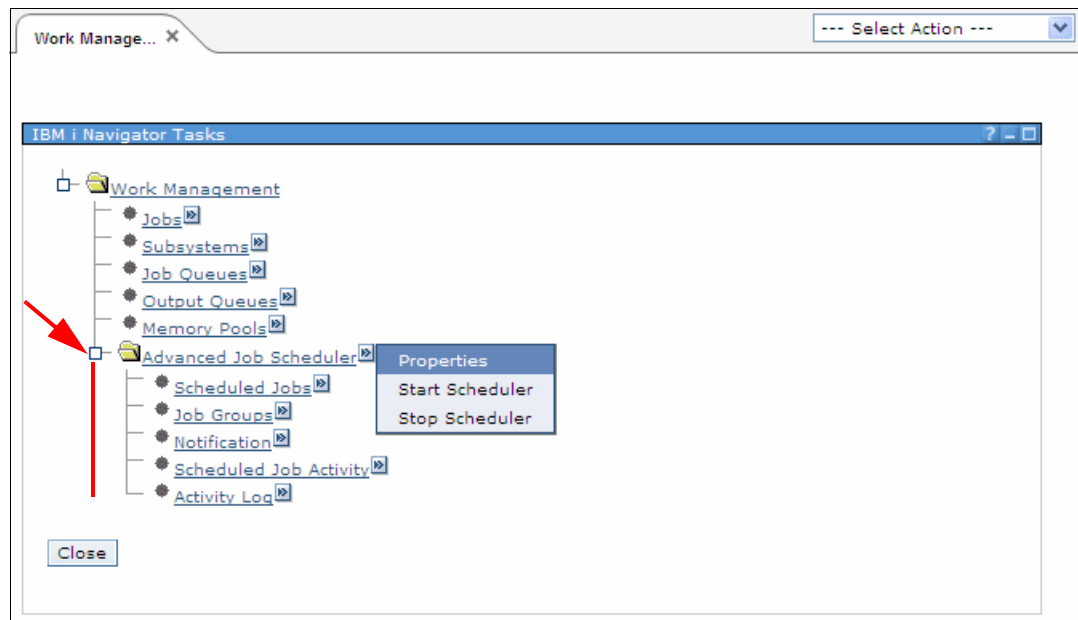 Work Manage...
--- Select Action ---
IBM i Navigator Tasks
?
Work Management
Jobs
Subsystems
Job Queues
Output Queues
Memory Pools
Advanced Job Scheduler
Properties
Start Scheduler
Stop Scheduler
Scheduled Jobs
Job Groups
Notification
Scheduled Job Activity
Activity Log
Close